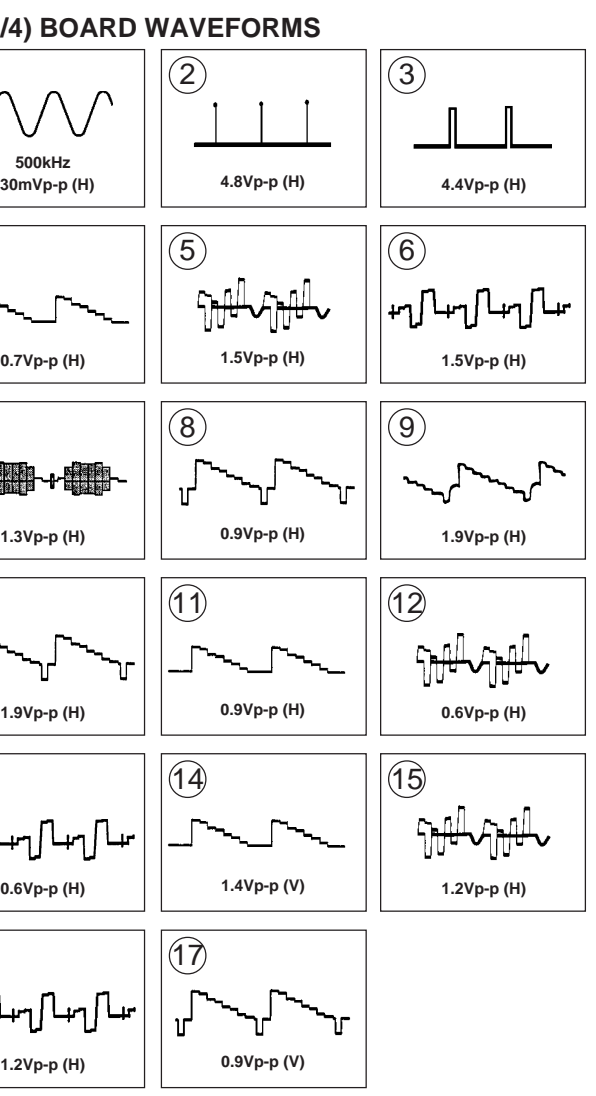 /4) BOARD WAVEFORMS
500kHz
30mVp-p (H)
2
4.8Vp-p (H)
3
4.4Vp-p (H)
0.7Vp-p (H)
5
1.5Vp-p (H)
6
1.5Vp-p (H)
1.3Vp-p (H)
8
0.9Vp-p (H)
9
1.9Vp-p (H)
1.9Vp-p (H)
11
0.9Vp-p (H)
12
0.6Vp-p (H)
0.6Vp-p (H)
14
1.4Vp-p (V)
15
1.2Vp-p (H)
1.2Vp-p (H)
17
0.9Vp-p (V)